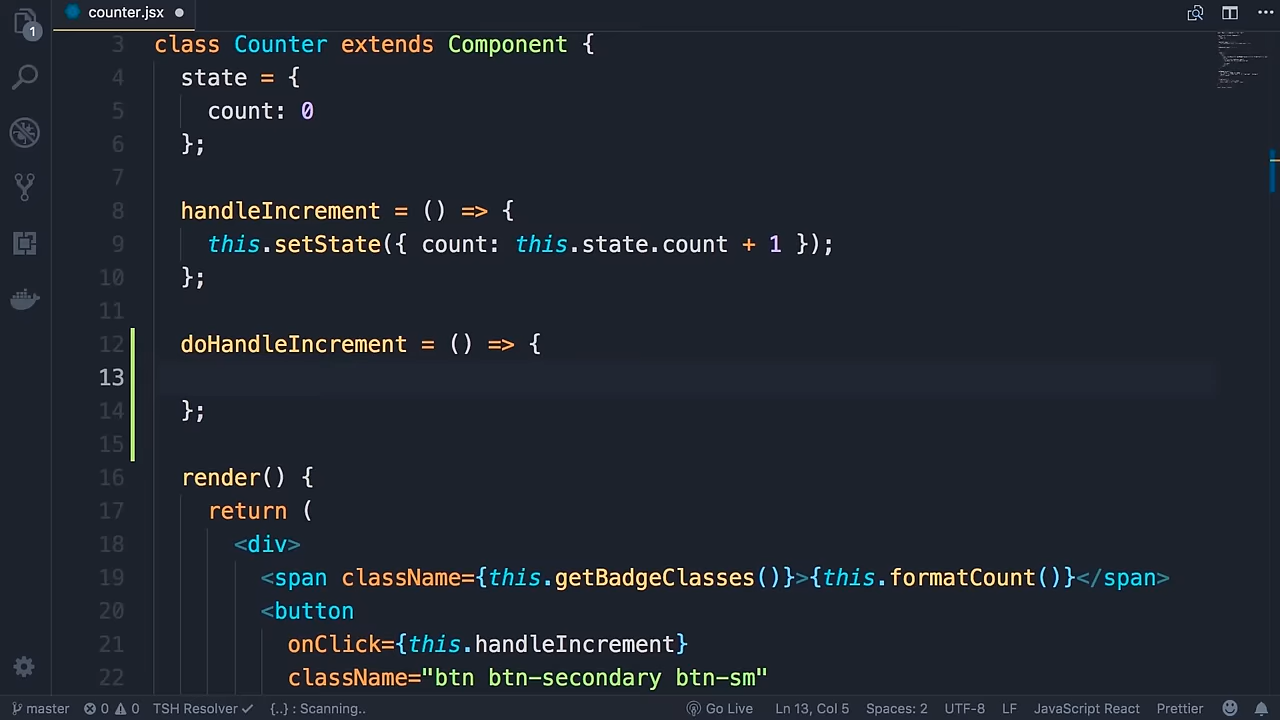 counter.jsx
1
3 class Counter extends Component {
4 state = {
5 count: 0
6 };
7
8 handleIncrement = () => {
9 this.setState({ count: this.state.count + 1 });
10 };
11
12 doHandleIncrement = () => {
13
14 };
15
16 render() {
17 return (
18 <div>
19 <span className={this.getBadgeClasses()}>{this.formatCount()}</span>
20 <button
21 onClick={this.handleIncrement}
22 className="btn btn-secondary btn-sm"
master 0 0 TSH Resolver ✓ {..} : Scanning.. Go Live Ln 13, Col 5 Spaces: 2 UTF-8 LF JavaScript React Prettier